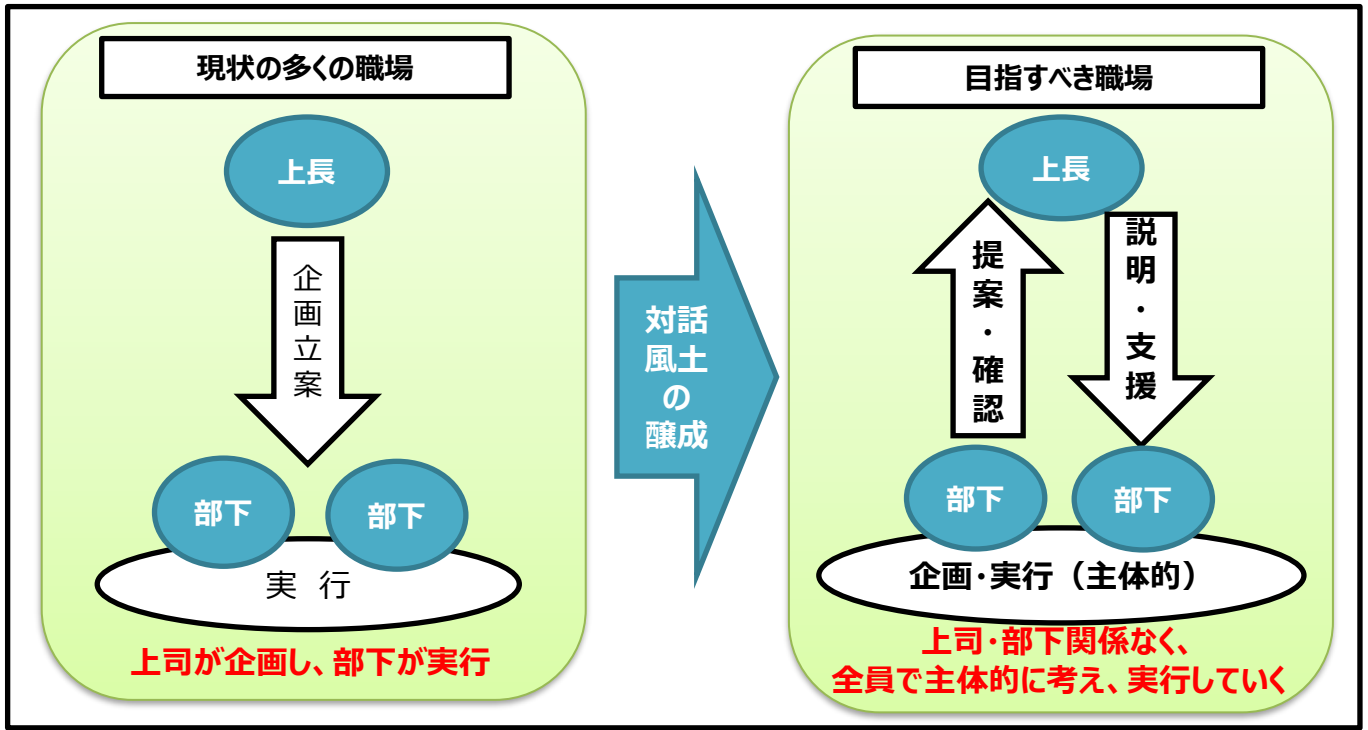 現状の多くの職場
上長
企画立案
部下
部下
実 行
上司が企画し、部下が実行
対話
風土
の
醸成
目指すべき職場
上長
提案・確認
説明・支援
部下
部下
企画・実行（主体的）
上司・部下関係なく、
全員で主体的に考え、実行していく